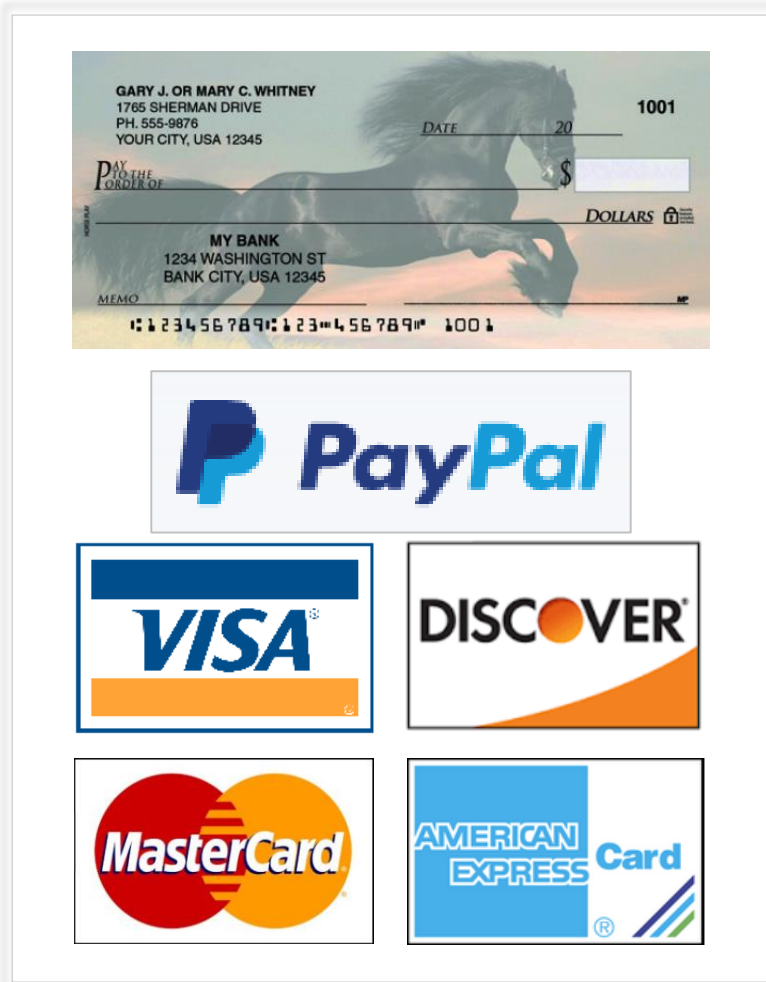 GARY J. OR MARY C. WHITNEY
1765 SHERMAN DRIVE
PH. 555-9876
YOUR CITY, USA 12345
1001
DATE 20
PAY TO THE ORDER OF $
DOLLARS
HORSE PLAY
MY BANK
1234 WASHINGTON ST
BANK CITY, USA 12345
MEMO
MP
⑆123456789⑆123⑉456789⑈ 1001
PayPal
VISA®
DISCOVER®
MasterCard®
AMERICAN
EXPRESS Card
®